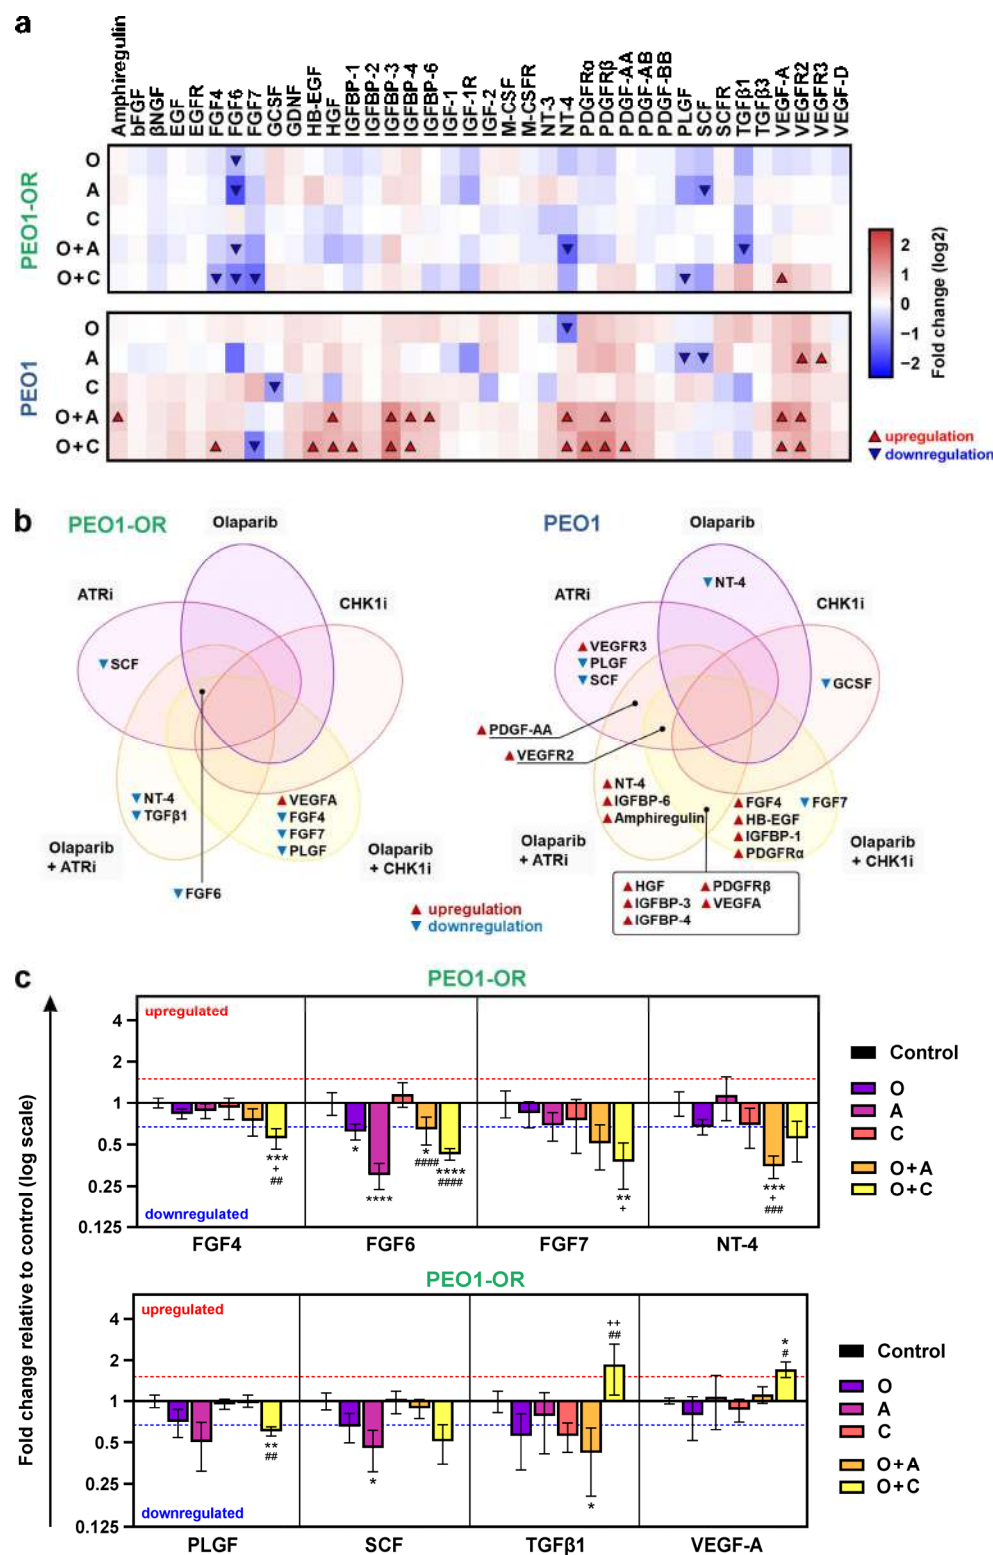 a
Amphiregulin
bFGF
βNGF
EGF
EGFR
FGF4
FGF6
FGF7
GCSF
GDNF
HB-EGF
HGF
IGFBP-1
IGFBP-2
IGFBP-3
IGFBP-4
IGFBP-6
IGF-1
IGF-1R
IGF-2
M-CSF
M-CSFR
NT-3
NT-4
PDGFRα
PDGFRβ
PDGF-AA
PDGF-AB
PDGF-BB
PLGF
SCF
SCFR
TGFβ1
TGFβ3
VEGF-A
VEGFR2
VEGFR3
VEGF-D
PEO1-OR
O
A
C
O+A
O+C
PEO1
O
A
C
O+A
O+C
2
1
0
−1
−2
Fold change (log2)
▲ upregulation
▼ downregulation
b
PEO1-OR
Olaparib
ATRi
CHK1i
▼SCF
▼NT-4
▼TGFβ1
▲VEGFA
▼FGF4
▼FGF7
▼PLGF
Olaparib
+ ATRi
Olaparib
+ CHK1i
▼FGF6
PEO1
Olaparib
ATRi
CHK1i
▼NT-4
▲VEGFR3
▼PLGF
▼SCF
▼GCSF
▲PDGF-AA
▲VEGFR2
▲NT-4
▲IGFBP-6
▲Amphiregulin
▲FGF4
▼FGF7
▲HB-EGF
▲IGFBP-1
▲PDGFRα
Olaparib
+ ATRi
Olaparib
+ CHK1i
▲HGF ▲PDGFRβ
▲IGFBP-3 ▲VEGFA
▲IGFBP-4
▲ upregulation
▼ downregulation
c
Fold change relative to control (log scale)
PEO1-OR
upregulated
4
2
1
0.5
0.25
0.125
downregulated
***
+
##
*
****
*
####
****
####
**
+
***
+
###
FGF4 FGF6 FGF7 NT-4
Control
O
A
C
O+A
O+C
PEO1-OR
upregulated
4
2
1
0.5
0.25
0.125
downregulated
**
##
*
*
++
##
*
#
PLGF SCF TGFβ1 VEGF-A
Control
O
A
C
O+A
O+C